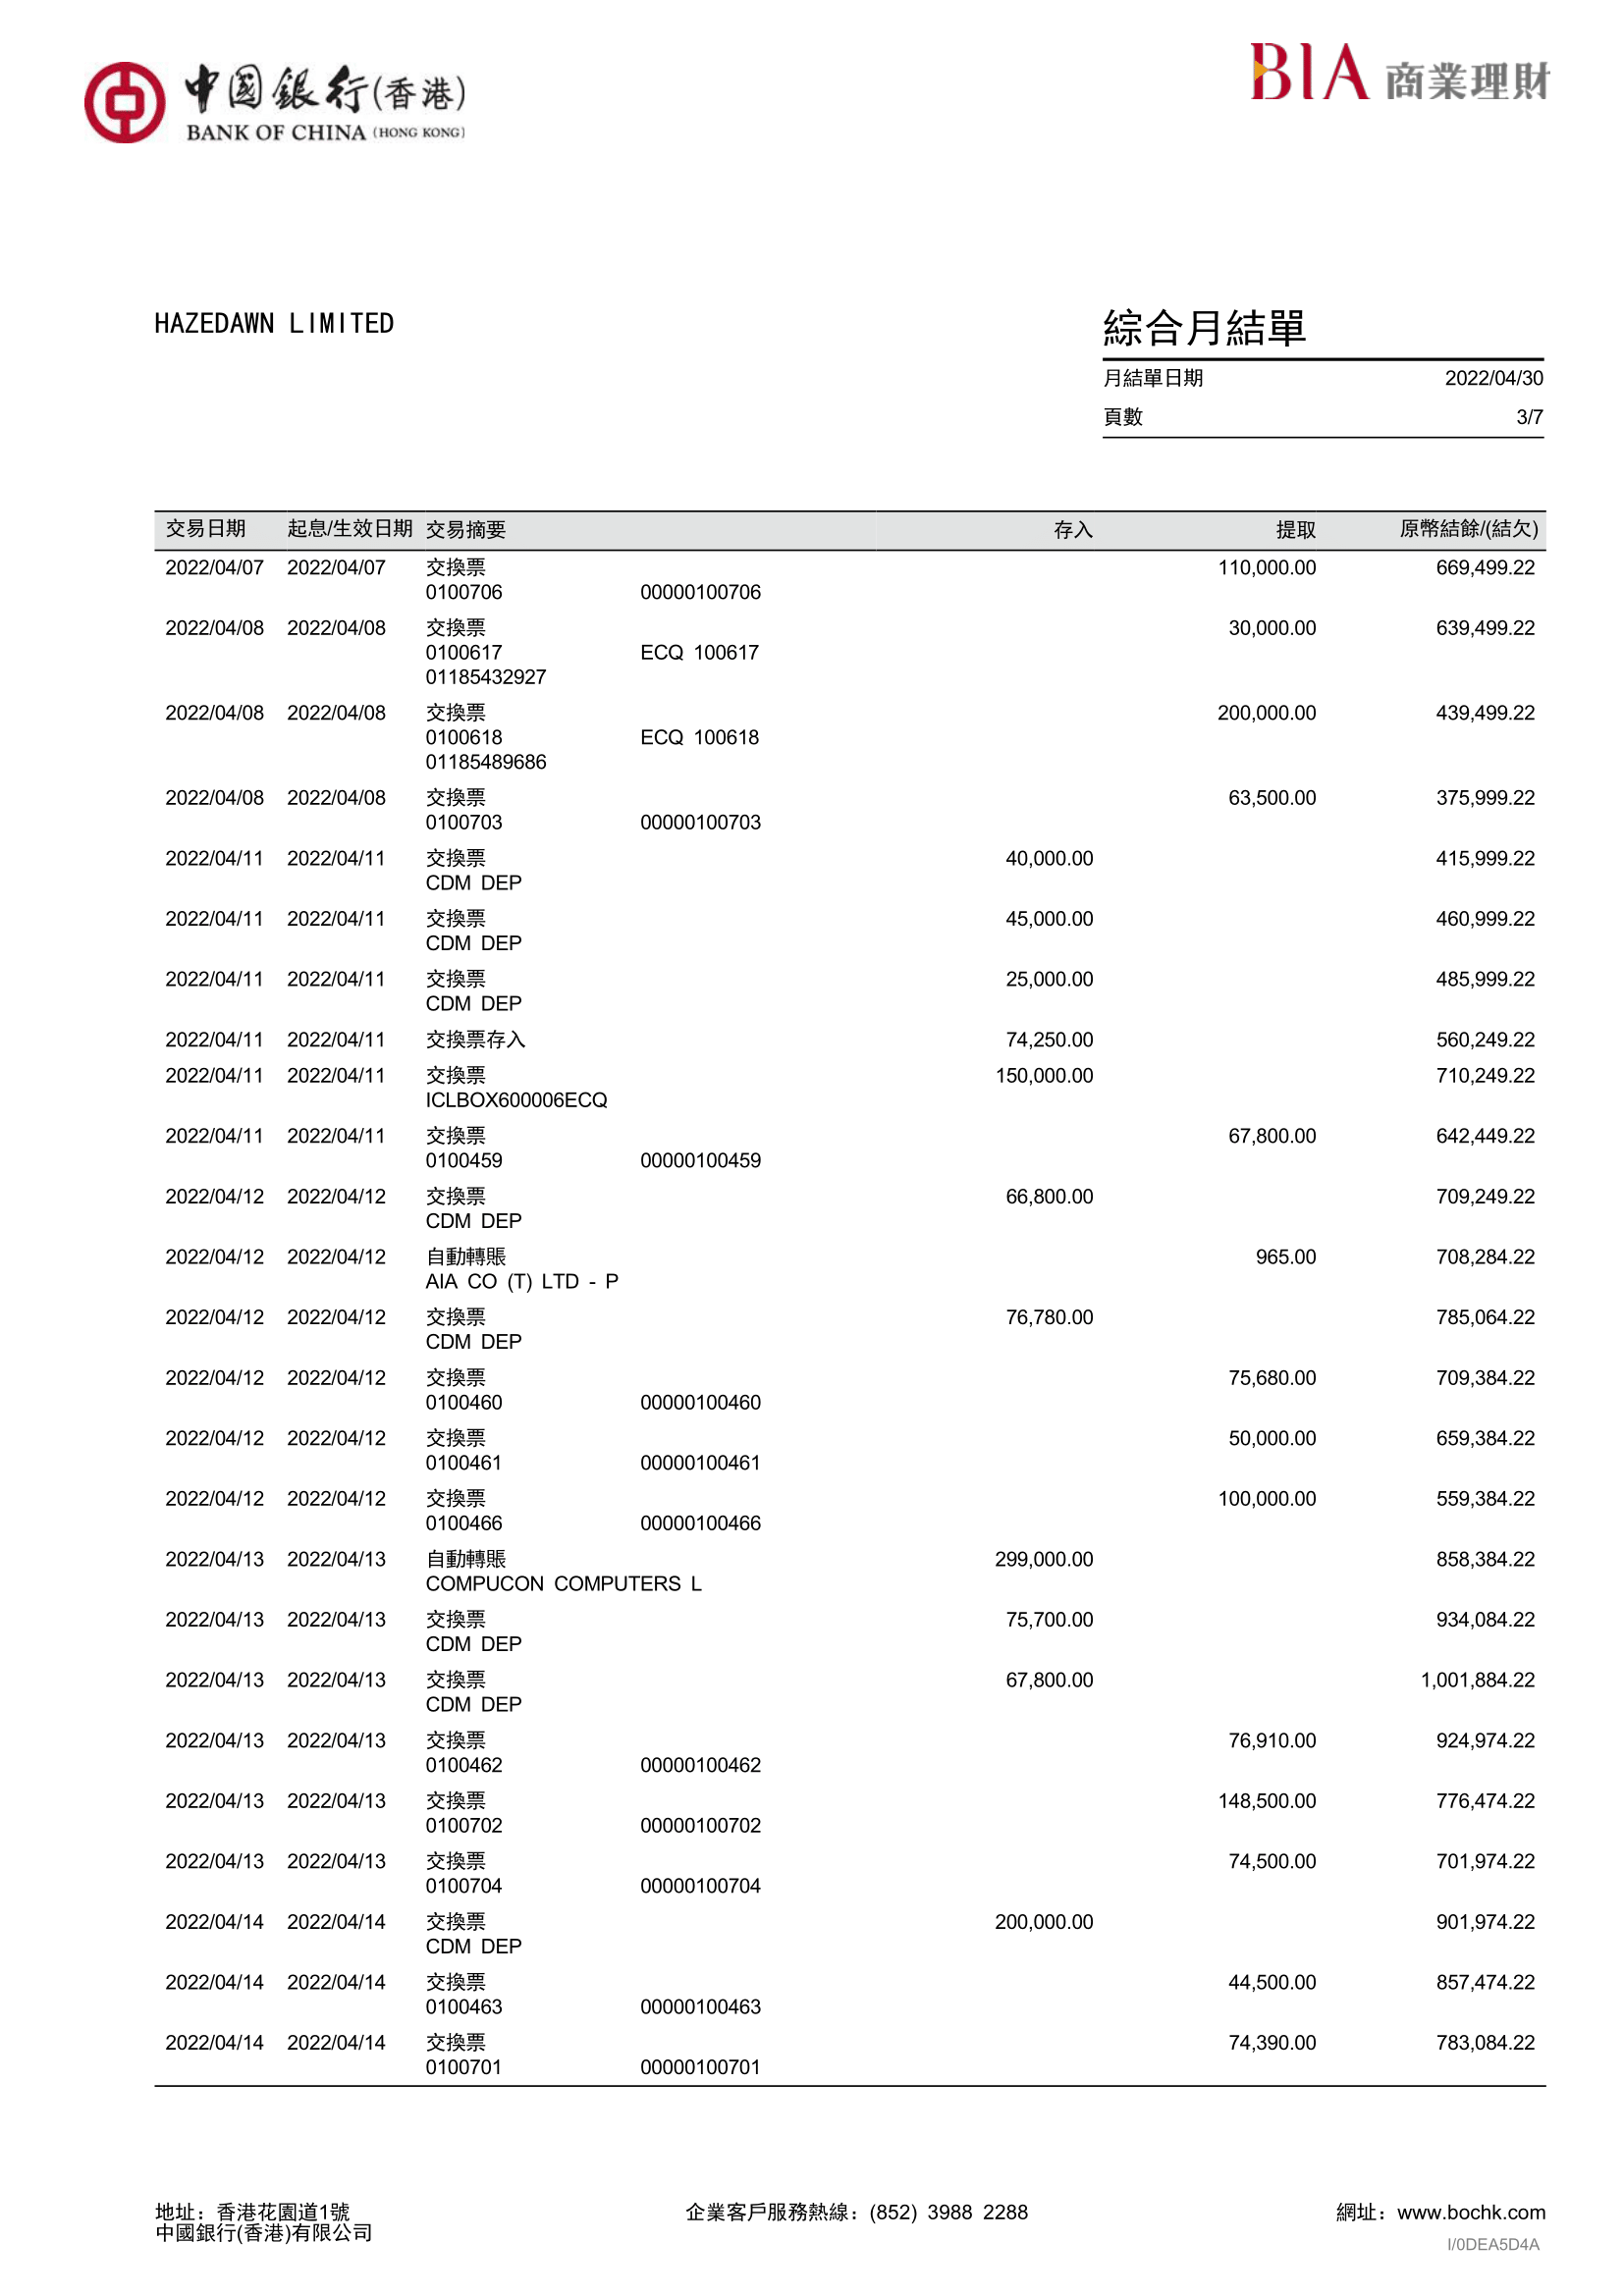 中國銀行(香港)
BANK OF CHINA (HONG KONG)
BIA 商業理財
HAZEDAWN LIMITED
綜合月結單
月結單日期 2022/04/30
頁數 3/7
交易日期 起息/生效日期 交易摘要 存入 提取 原幣結餘/(結欠)
2022/04/07 2022/04/07 交換票 110,000.00 669,499.22
0100706 00000100706
2022/04/08 2022/04/08 交換票 30,000.00 639,499.22
0100617 ECQ 100617
01185432927
2022/04/08 2022/04/08 交換票 200,000.00 439,499.22
0100618 ECQ 100618
01185489686
2022/04/08 2022/04/08 交換票 63,500.00 375,999.22
0100703 00000100703
2022/04/11 2022/04/11 交換票 40,000.00 415,999.22
CDM DEP
2022/04/11 2022/04/11 交換票 45,000.00 460,999.22
CDM DEP
2022/04/11 2022/04/11 交換票 25,000.00 485,999.22
CDM DEP
2022/04/11 2022/04/11 交換票存入 74,250.00 560,249.22
2022/04/11 2022/04/11 交換票 150,000.00 710,249.22
ICLBOX600006ECQ
2022/04/11 2022/04/11 交換票 67,800.00 642,449.22
0100459 00000100459
2022/04/12 2022/04/12 交換票 66,800.00 709,249.22
CDM DEP
2022/04/12 2022/04/12 自動轉賬 965.00 708,284.22
AIA CO (T) LTD - P
2022/04/12 2022/04/12 交換票 76,780.00 785,064.22
CDM DEP
2022/04/12 2022/04/12 交換票 75,680.00 709,384.22
0100460 00000100460
2022/04/12 2022/04/12 交換票 50,000.00 659,384.22
0100461 00000100461
2022/04/12 2022/04/12 交換票 100,000.00 559,384.22
0100466 00000100466
2022/04/13 2022/04/13 自動轉賬 299,000.00 858,384.22
COMPUCON COMPUTERS L
2022/04/13 2022/04/13 交換票 75,700.00 934,084.22
CDM DEP
2022/04/13 2022/04/13 交換票 67,800.00 1,001,884.22
CDM DEP
2022/04/13 2022/04/13 交換票 76,910.00 924,974.22
0100462 00000100462
2022/04/13 2022/04/13 交換票 148,500.00 776,474.22
0100702 00000100702
2022/04/13 2022/04/13 交換票 74,500.00 701,974.22
0100704 00000100704
2022/04/14 2022/04/14 交換票 200,000.00 901,974.22
CDM DEP
2022/04/14 2022/04/14 交換票 44,500.00 857,474.22
0100463 00000100463
2022/04/14 2022/04/14 交換票 74,390.00 783,084.22
0100701 00000100701
地址：香港花園道1號 企業客戶服務熱線：(852) 3988 2288 網址：www.bochk.com
中國銀行(香港)有限公司
I/0DEA5D4A